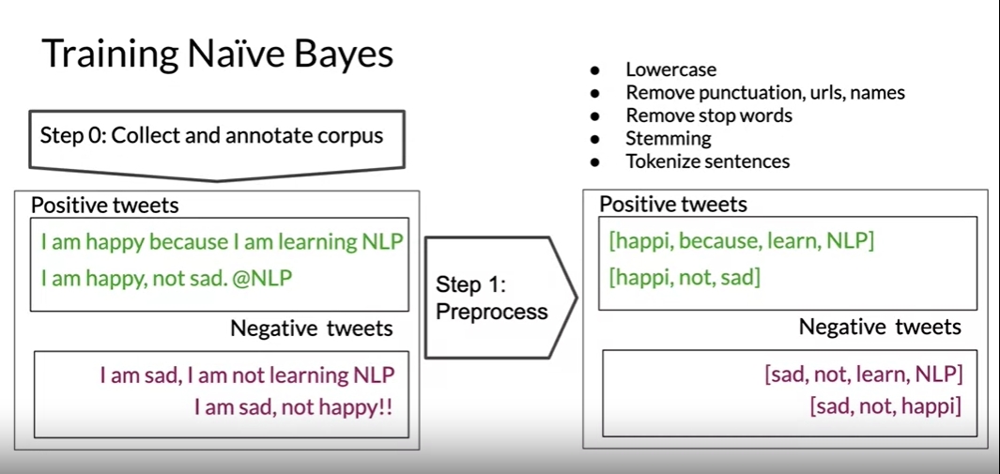 Training Naïve Bayes
Step 0: Collect and annotate corpus
Positive tweets
I am happy because I am learning NLP
I am happy, not sad. @NLP
Negative tweets
I am sad, I am not learning NLP
I am sad, not happy!!
Step 1:
Preprocess
● Lowercase
● Remove punctuation, urls, names
● Remove stop words
● Stemming
● Tokenize sentences
Positive tweets
[happi, because, learn, NLP]
[happi, not, sad]
Negative tweets
[sad, not, learn, NLP]
[sad, not, happi]